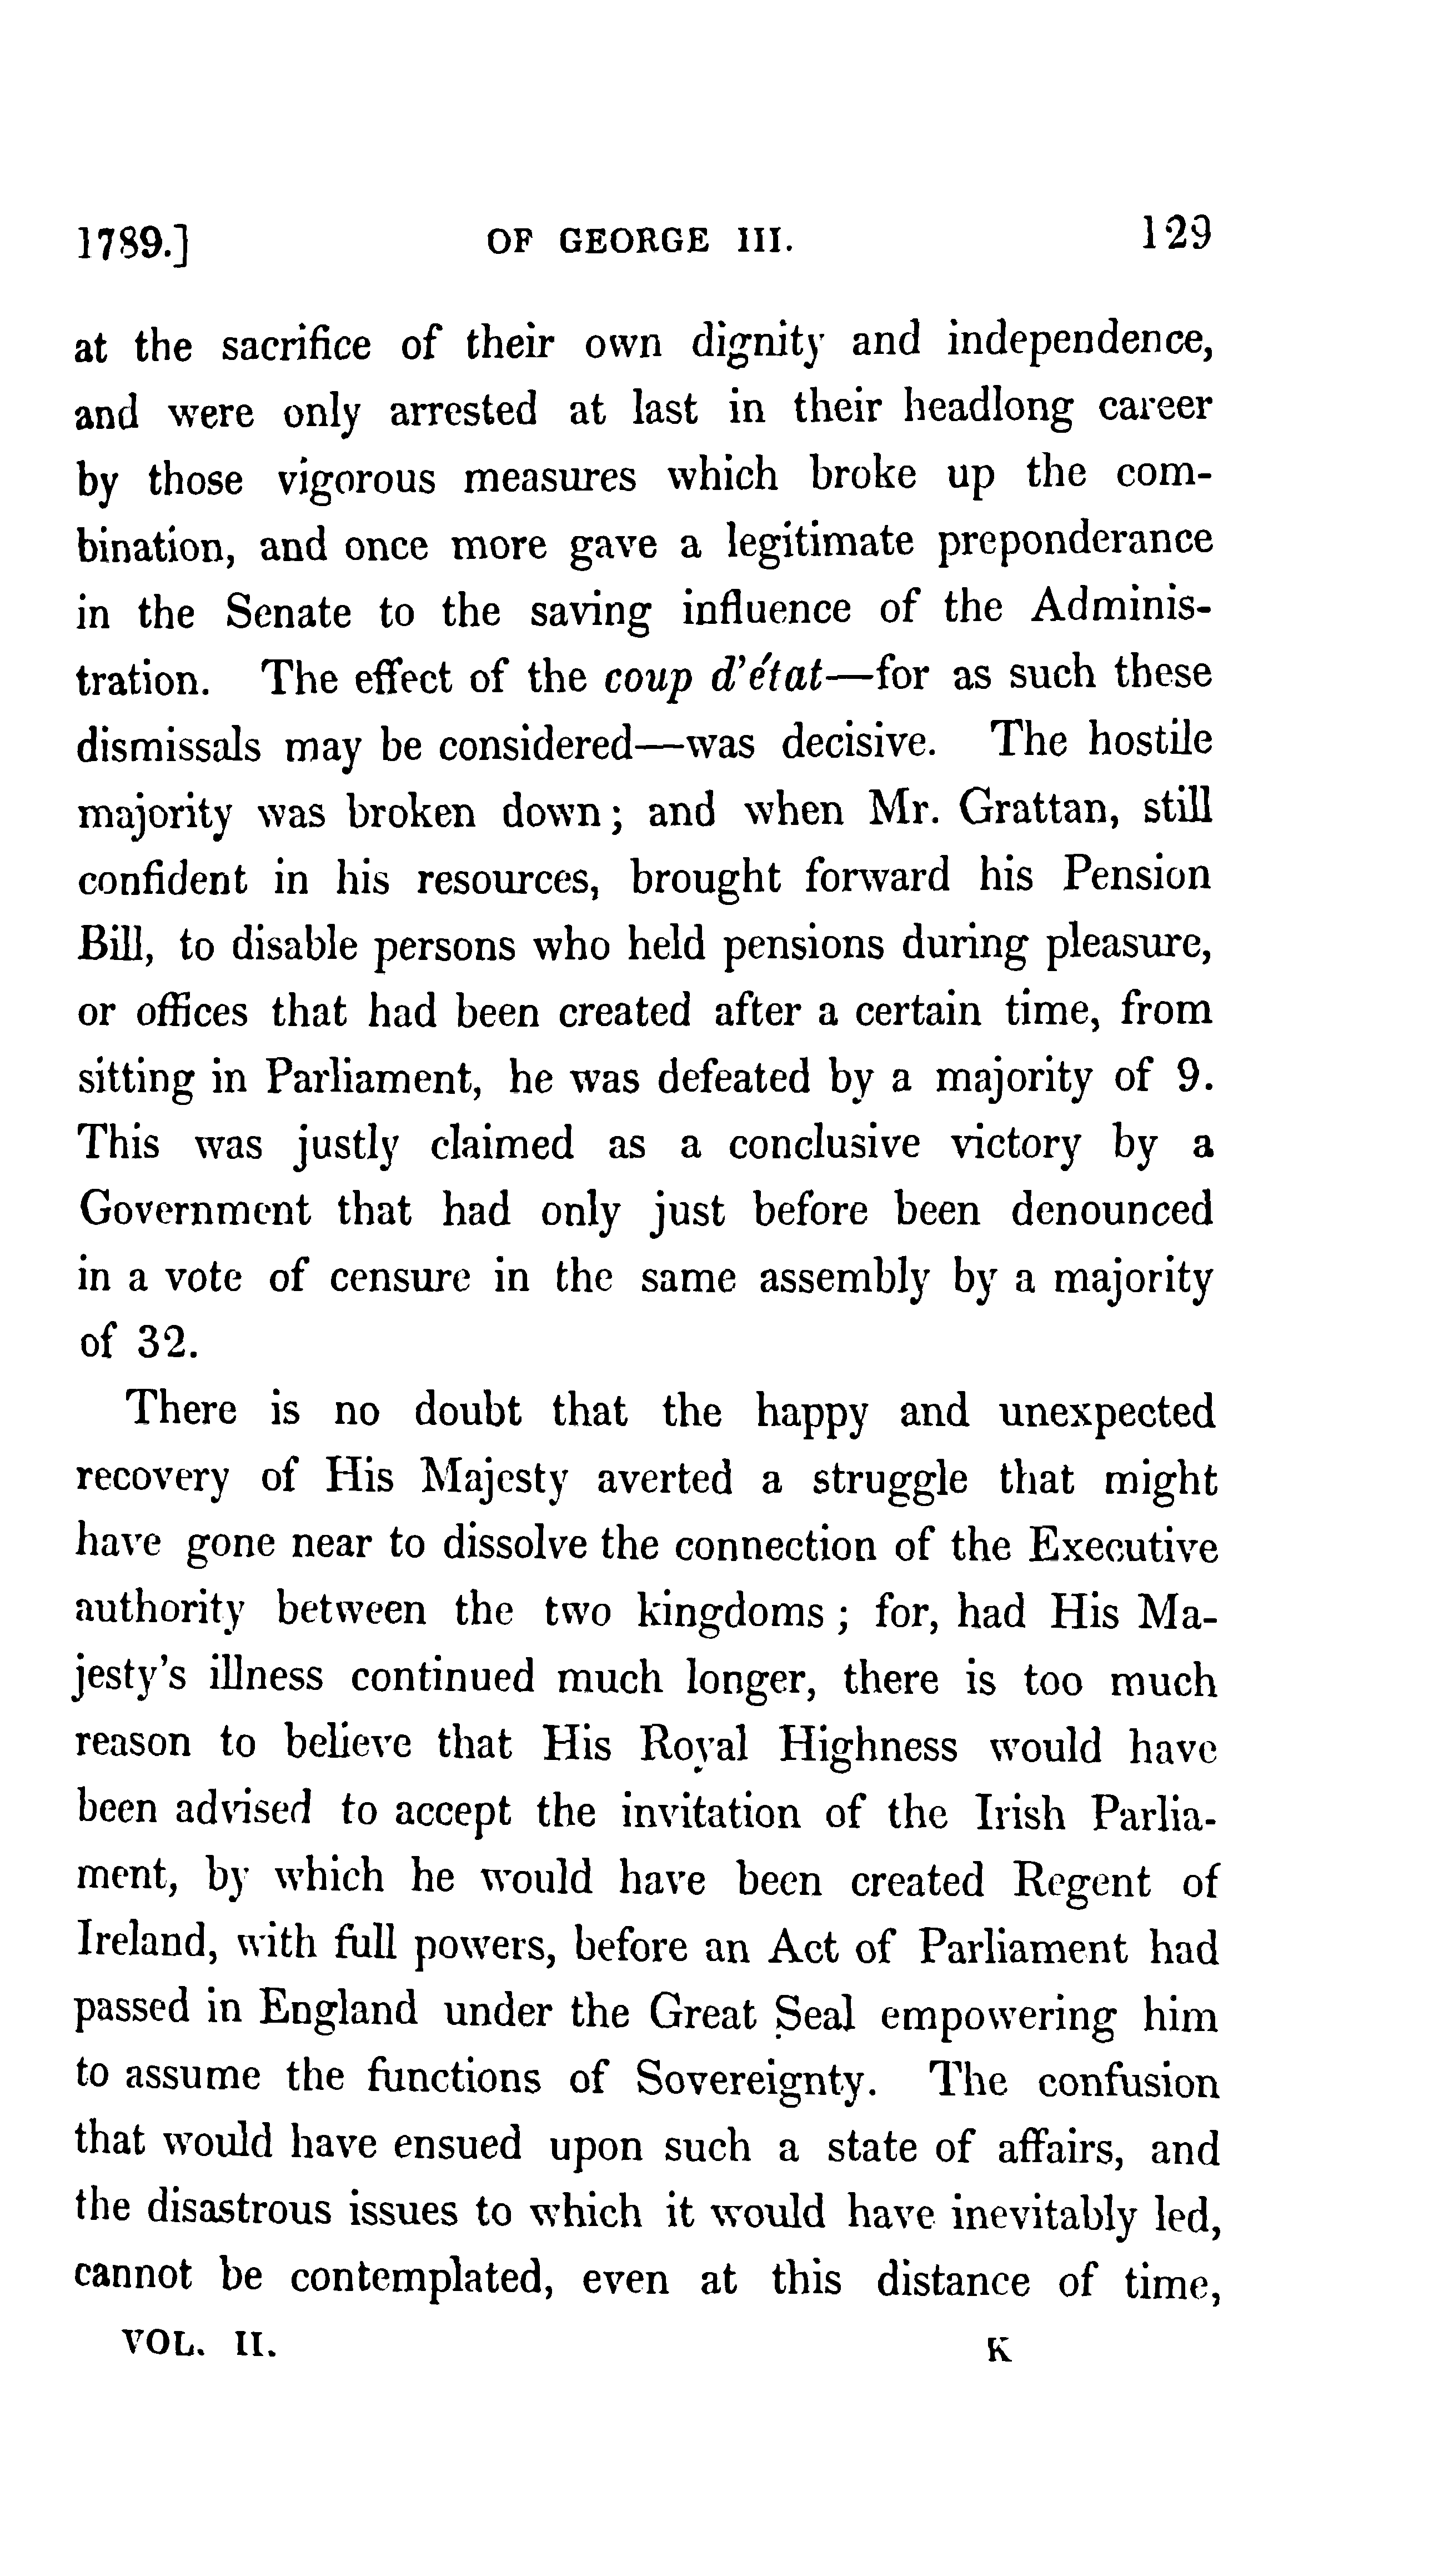 1789.] OF GEORGE III. 129
at the sacrifice of their own dignity and independence,
and were only arrested at last in their headlong career
by those vigorous measures which broke up the com-
bination, and once more gave a legitimate preponderance
in the Senate to the saving influence of the Adminis-
tration. The effect of the coup d'état—for as such these
dismissals may be considered—was decisive. The hostile
majority was broken down; and when Mr. Grattan, still
confident in his resources, brought forward his Pension
Bill, to disable persons who held pensions during pleasure,
or offices that had been created after a certain time, from
sitting in Parliament, he was defeated by a majority of 9.
This was justly claimed as a conclusive victory by a
Government that had only just before been denounced
in a vote of censure in the same assembly by a majority
of 32.
There is no doubt that the happy and unexpected
recovery of His Majesty averted a struggle that might
have gone near to dissolve the connection of the Executive
authority between the two kingdoms; for, had His Ma-
jesty's illness continued much longer, there is too much
reason to believe that His Royal Highness would have
been advised to accept the invitation of the Irish Parlia-
ment, by which he would have been created Regent of
Ireland, with full powers, before an Act of Parliament had
passed in England under the Great Seal empowering him
to assume the functions of Sovereignty. The confusion
that would have ensued upon such a state of affairs, and
the disastrous issues to which it would have inevitably led,
cannot be contemplated, even at this distance of time,
VOL. II. K